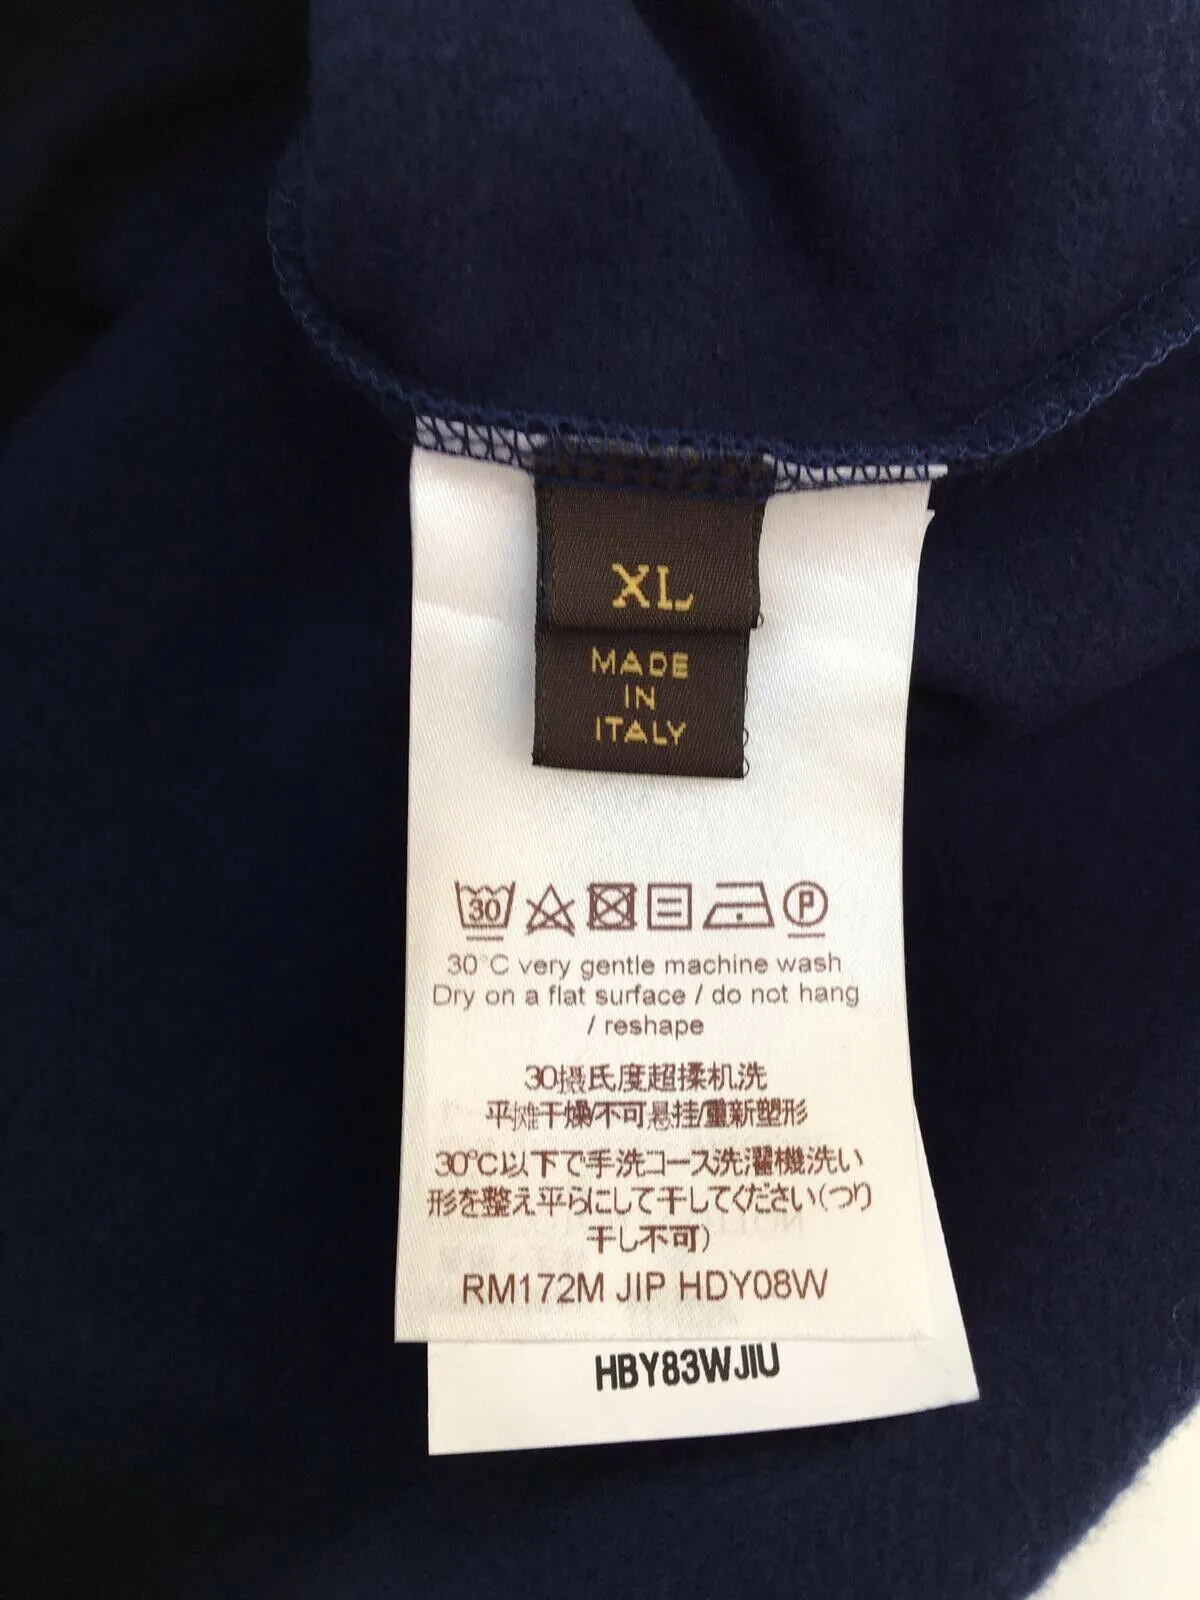 XL
MADE
IN
ITALY
30 P
30°C very gentle machine wash
Dry on a flat surface / do not hang
/ reshape
30摄氏度超揉机洗
平摊干燥/不可悬挂/重新塑形
30℃以下で手洗コース洗濯機洗い
形を整え平らにして干してください(つり
干し不可)
RM172M JIP HDY08W
HBY83WJIU